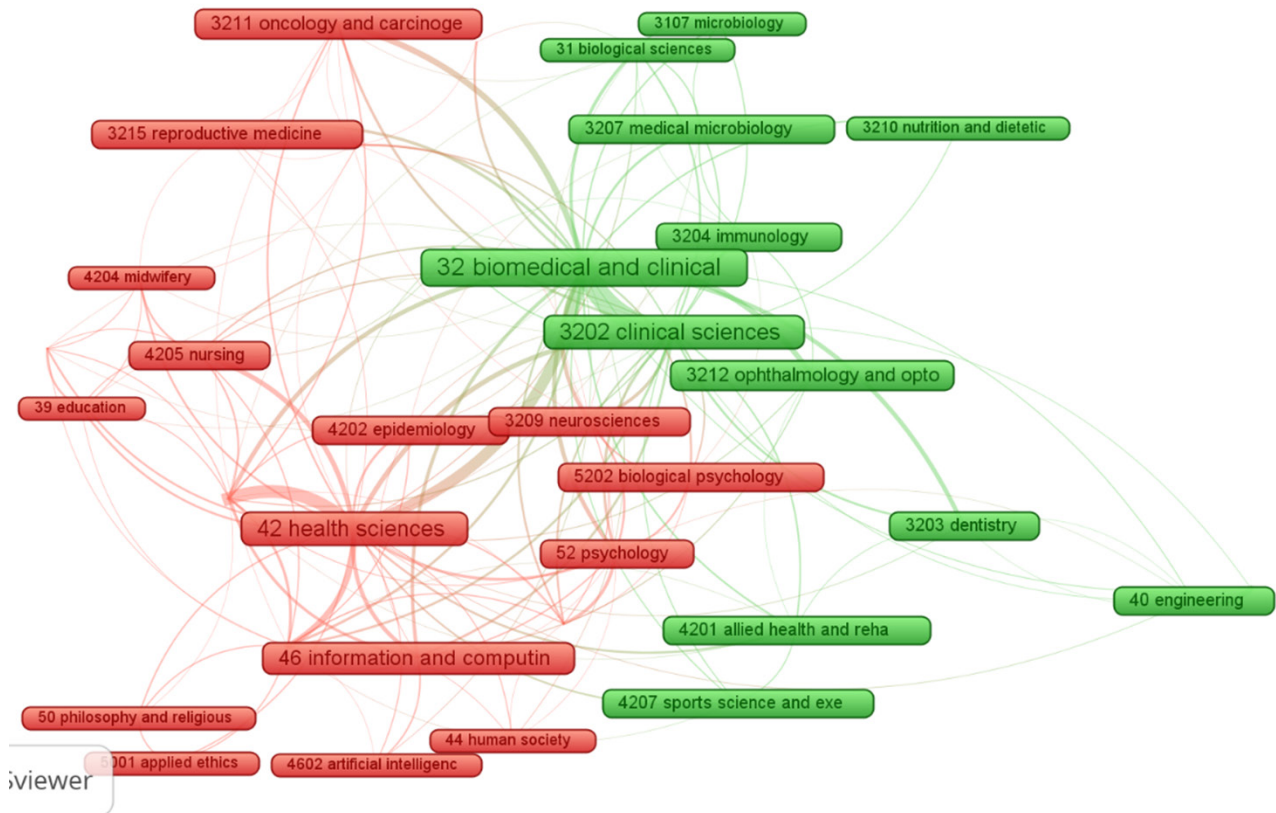 3211 oncology and carcinoge
3107 microbiology
31 biological sciences
3215 reproductive medicine
3207 medical microbiology
3210 nutrition and dietetic
3204 immunology
32 biomedical and clinical
4204 midwifery
3202 clinical sciences
4205 nursing
3212 ophthalmology and opto
39 education
4202 epidemiology
3209 neurosciences
5202 biological psychology
42 health sciences
3203 dentistry
52 psychology
40 engineering
4201 allied health and reha
46 information and computin
4207 sports science and exe
50 philosophy and religious
44 human society
5001 applied ethics
4602 artificial intelligenc
Sviewer